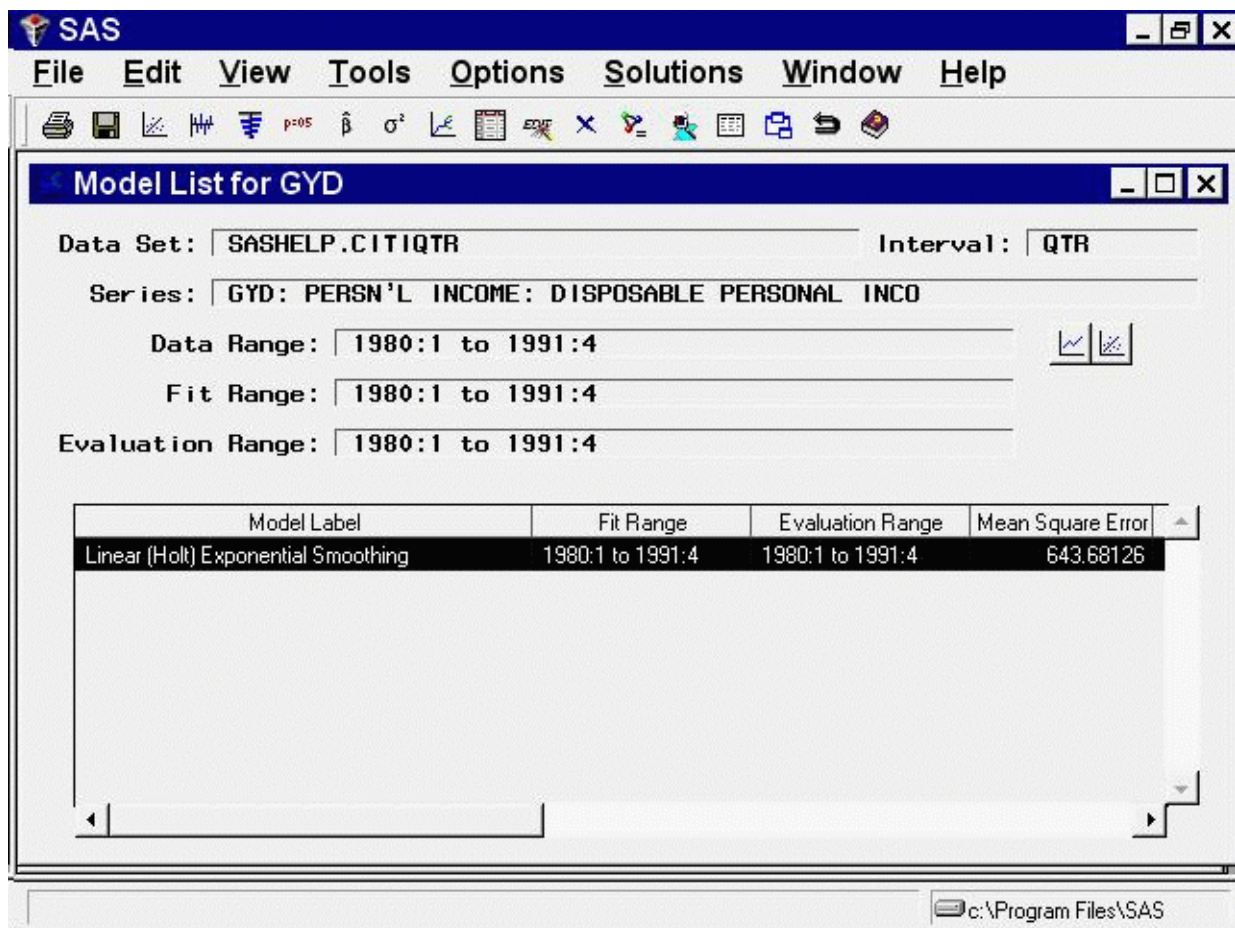 SAS
File Edit View Tools Options Solutions Window Help
p=05 β̂ σ²
Model List for GYD
Data Set: SASHELP.CITIQTR Interval: QTR
Series: GYD: PERSN'L INCOME: DISPOSABLE PERSONAL INCO
Data Range: 1980:1 to 1991:4
Fit Range: 1980:1 to 1991:4
Evaluation Range: 1980:1 to 1991:4
Model Label Fit Range Evaluation Range Mean Square Error
Linear (Holt) Exponential Smoothing 1980:1 to 1991:4 1980:1 to 1991:4 643.68126
c:\Program Files\SAS